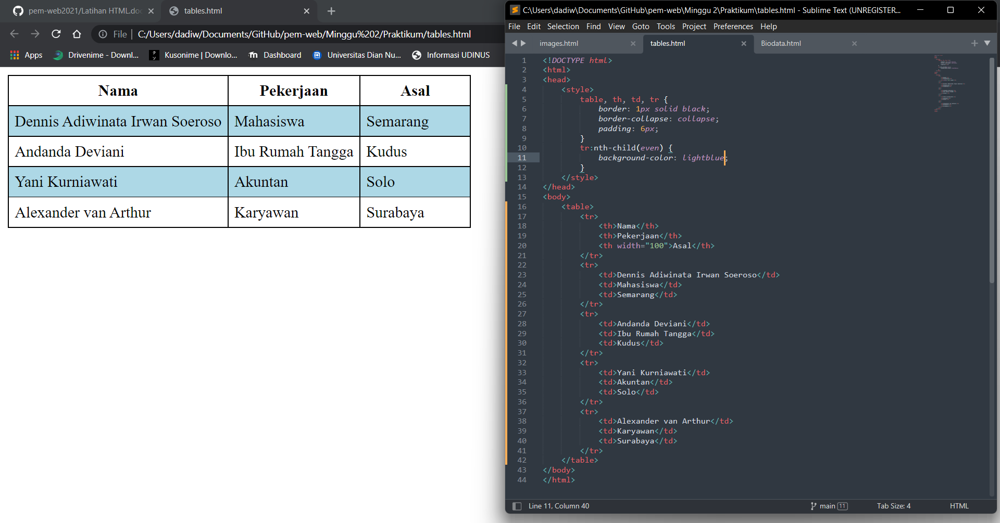 pem-web2021/Latihan HTML.doc
tables.html
File
C:/Users/dadiw/Documents/GitHub/pem-web/Minggu%202/Praktikum/tables.html
Apps
Drivenime - Downl...
Kusonime | Downlo...
Dashboard
Universitas Dian Nu...
Informasi UDINUS
Nama Pekerjaan Asal
Dennis Adiwinata Irwan Soeroso Mahasiswa Semarang
Andanda Deviani Ibu Rumah Tangga Kudus
Yani Kurniawati Akuntan Solo
Alexander van Arthur Karyawan Surabaya
C:\Users\dadiw\Documents\GitHub\pem-web\Minggu 2\Praktikum\tables.html - Sublime Text (UNREGISTER...
File Edit Selection Find View Goto Tools Project Preferences Help
images.html
tables.html
Biodata.html
1 <!DOCTYPE html>
2 <html>
3 <head>
4 <style>
5 table, th, td, tr {
6 border: 1px solid black;
7 border-collapse: collapse;
8 padding: 6px;
9 }
10 tr:nth-child(even) {
11 background-color: lightblue;
12 }
13 </style>
14 </head>
15 <body>
16 <table>
17 <tr>
18 <th>Nama</th>
19 <th>Pekerjaan</th>
20 <th width="100">Asal</th>
21 </tr>
22 <tr>
23 <td>Dennis Adiwinata Irwan Soeroso</td>
24 <td>Mahasiswa</td>
25 <td>Semarang</td>
26 </tr>
27 <tr>
28 <td>Andanda Deviani</td>
29 <td>Ibu Rumah Tangga</td>
30 <td>Kudus</td>
31 </tr>
32 <tr>
33 <td>Yani Kurniawati</td>
34 <td>Akuntan</td>
35 <td>Solo</td>
36 </tr>
37 <tr>
38 <td>Alexander van Arthur</td>
39 <td>Karyawan</td>
40 <td>Surabaya</td>
41 </tr>
42 </table>
43 </body>
44 </html>
Line 11, Column 40
main 11
Tab Size: 4
HTML